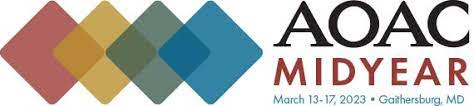 AOAC
MIDYEAR
March 13-17, 2023 • Gaithersburg, MD